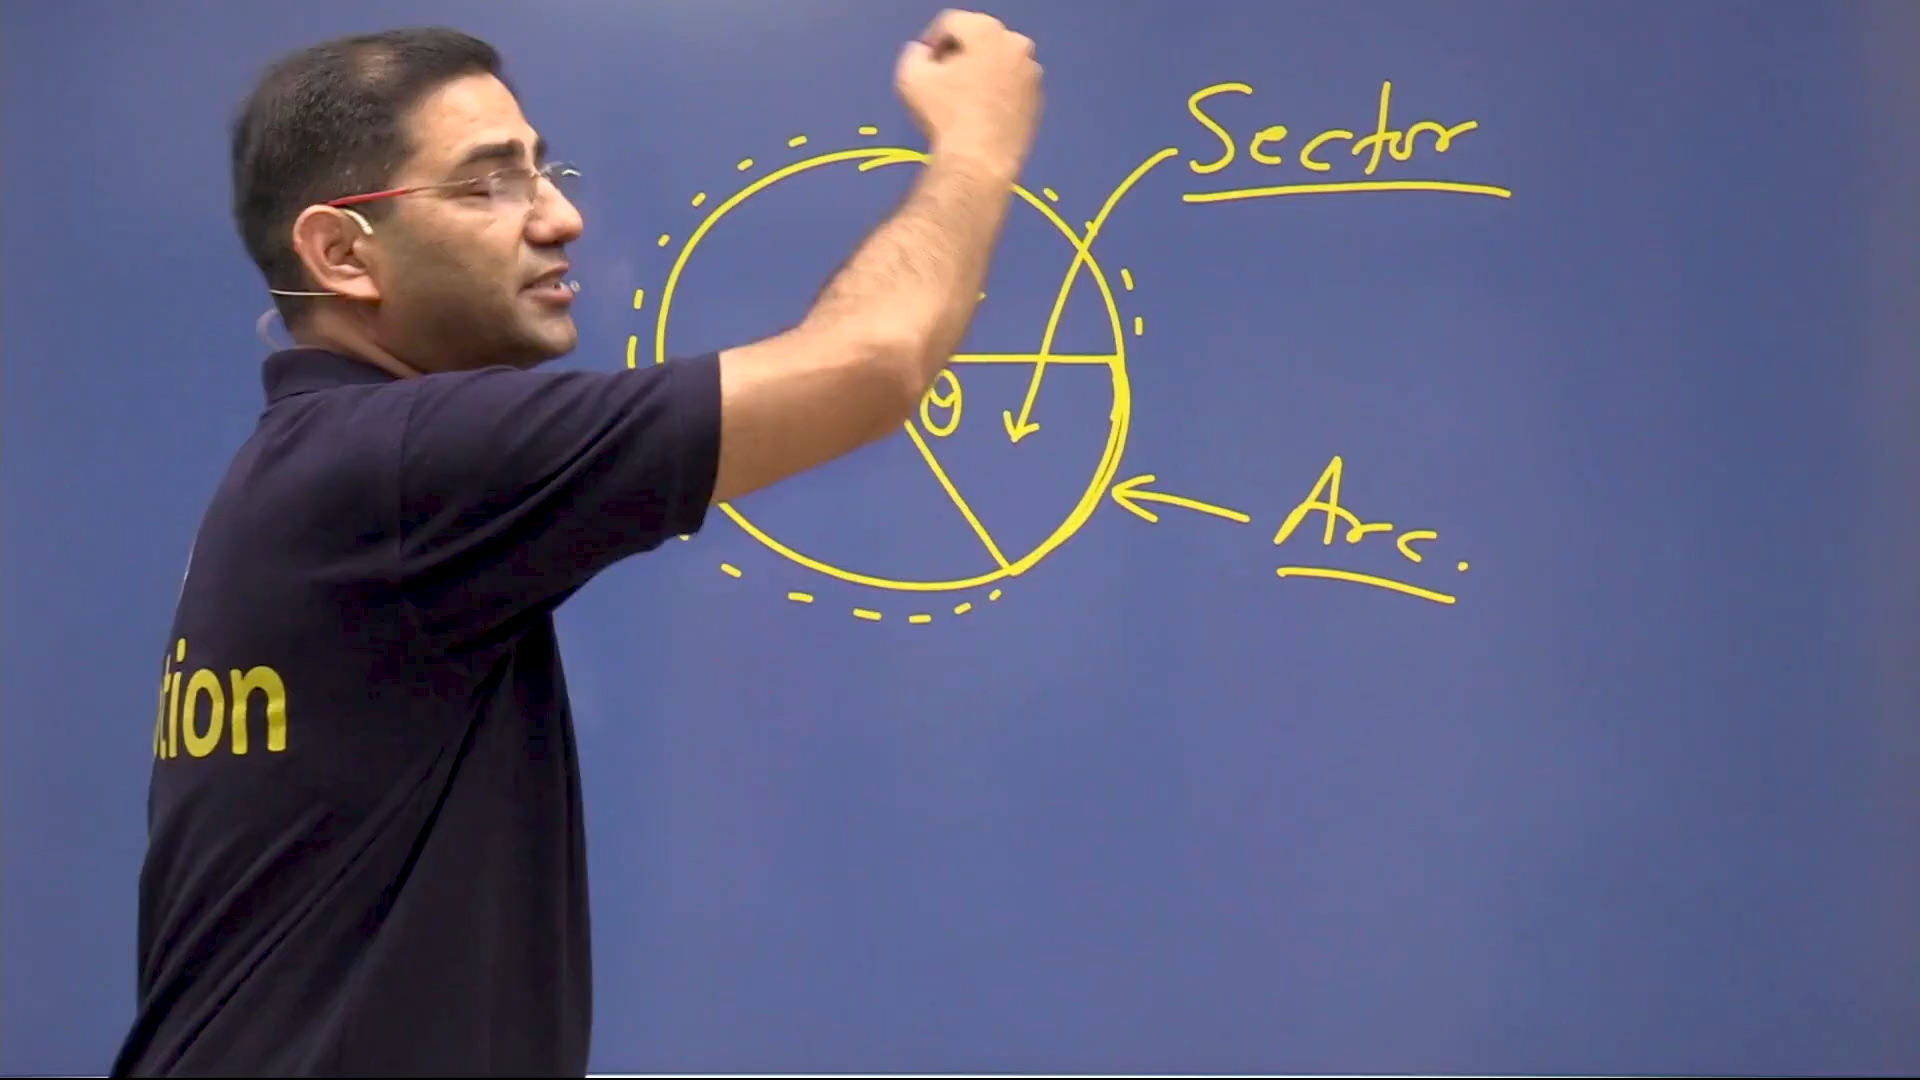 Sector
θ
Arc.
tion